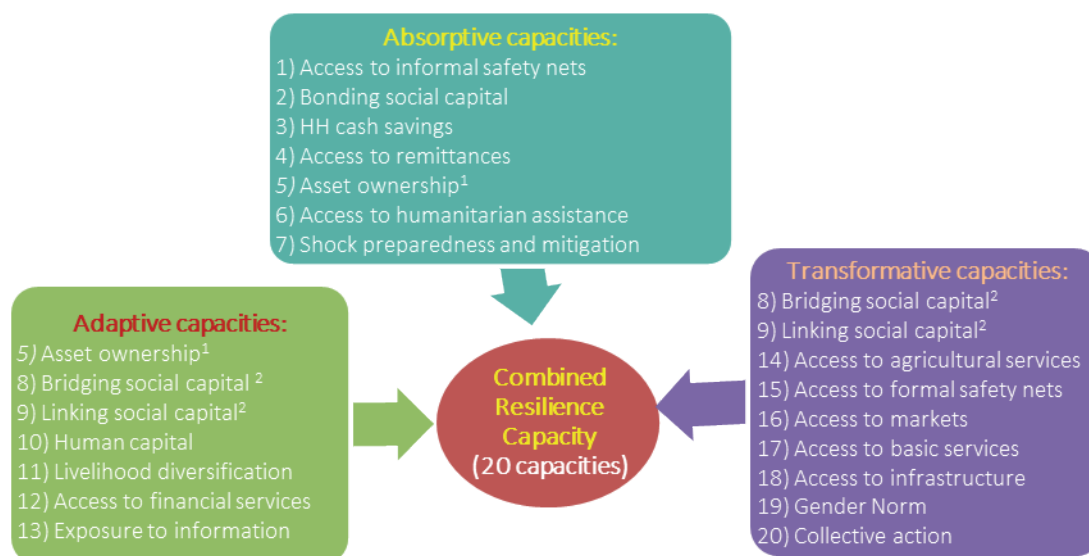 Absorptive capacities:
1) Access to informal safety nets
2) Bonding social capital
3) HH cash savings
4) Access to remittances
5) Asset ownership¹
6) Access to humanitarian assistance
7) Shock preparedness and mitigation
Adaptive capacities:
5) Asset ownership¹
8) Bridging social capital ²
9) Linking social capital²
10) Human capital
11) Livelihood diversification
12) Access to financial services
13) Exposure to information
Combined
Resilience
Capacity
(20 capacities)
Transformative capacities:
8) Bridging social capital²
9) Linking social capital²
14) Access to agricultural services
15) Access to formal safety nets
16) Access to markets
17) Access to basic services
18) Access to infrastructure
19) Gender Norm
20) Collective action